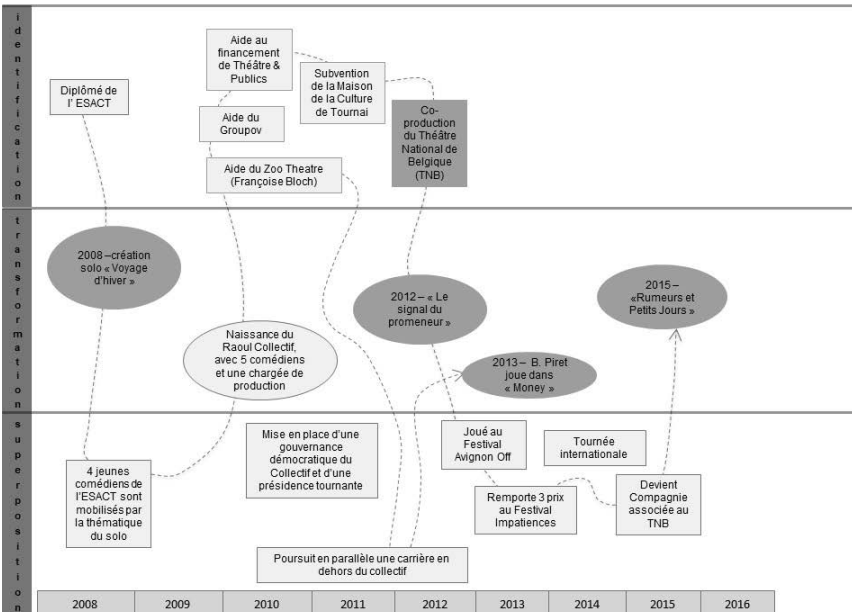 identification
Diplômé de
l' ESACT
Aide au
financement
de Théâtre &
Publics
Aide du
Groupov
Aide du Zoo Theatre
(Françoise Bloch)
Subvention
de la Maison
de la Culture
de Tournai
Co-
production
du Théâtre
National de
Belgique
(TNB)
transformation
2008 –création
solo « Voyage
d'hiver »
Naissance du
Raoul Collectif,
avec 5 comédiens
et une chargée de
production
2012 – « Le
signal du
promeneur »
2013 – B. Piret
joue dans
« Money »
2015 –
«Rumeurs et
Petits Jours »
superposition
4 jeunes
comédiens de
l'ESACT sont
mobilisés par
la thématique
du solo
Mise en place d'une
gouvernance
démocratique du
Collectif et d'une
présidence tournante
Poursuit en parallèle une carrière en
dehors du collectif
Joué au
Festival
Avignon Off
Remporte 3 prix
au Festival
Impatiences
Tournée
internationale
Devient
Compagnie
associée au
TNB
2008 2009 2010 2011 2012 2013 2014 2015 2016